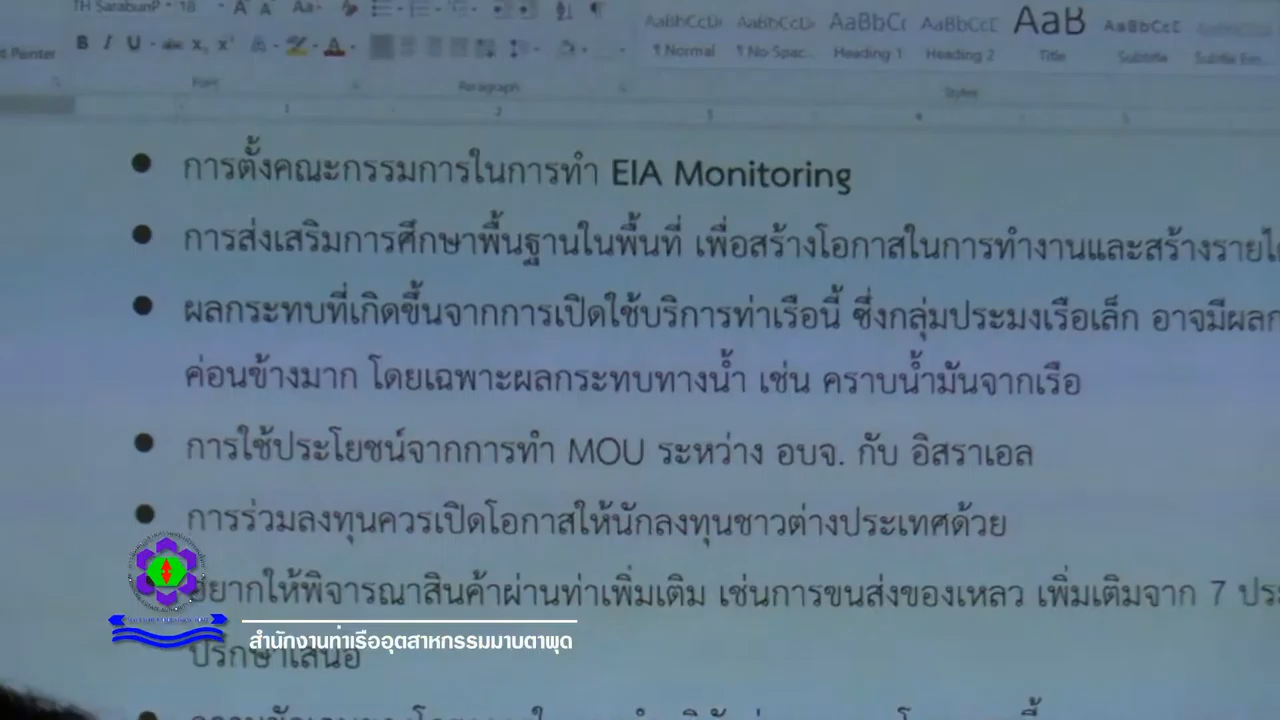 TH SarabunP 18
Painter
B I U abc X₂ X² A
Font
Paragraph
Styles
AaBbCcDc AaBbCcDc AaBbCc AaBbCcD AaB AaBbCcD
¶ Normal ¶ No Spac... Heading 1 Heading 2 Title Subtitle Subtle Em...
1 2 3 4 5
● การตั้งคณะกรรมการในการทำ EIA Monitoring
● การส่งเสริมการศึกษาพื้นฐานในพื้นที่ เพื่อสร้างโอกาสในการทำงานและสร้าง
● ผลกระทบที่เกิดขึ้นจากการเปิดใช้บริการท่าเรือนี้ ซึ่งกลุ่มประมงเรือเล็ก อาจมี
ค่อนข้างมาก โดยเฉพาะผลกระทบทางน้ำ เช่น คราบน้ำมันจากเรือ
● การใช้ประโยชน์จากการทำ MOU ระหว่าง อบจ. กับ อิสราเอล
● การร่วมลงทุนควรเปิดโอกาสให้นักลงทุนชาวต่างประเทศด้วย
อยากให้พิจารณาสินค้าผ่านท่าเพิ่มเติม เช่นการขนส่งของเหลว เพิ่มเติมจาก 7
ปรึกษาเสนอ
สำนักงานท่าเรืออุตสาหกรรมมาบตาพุด